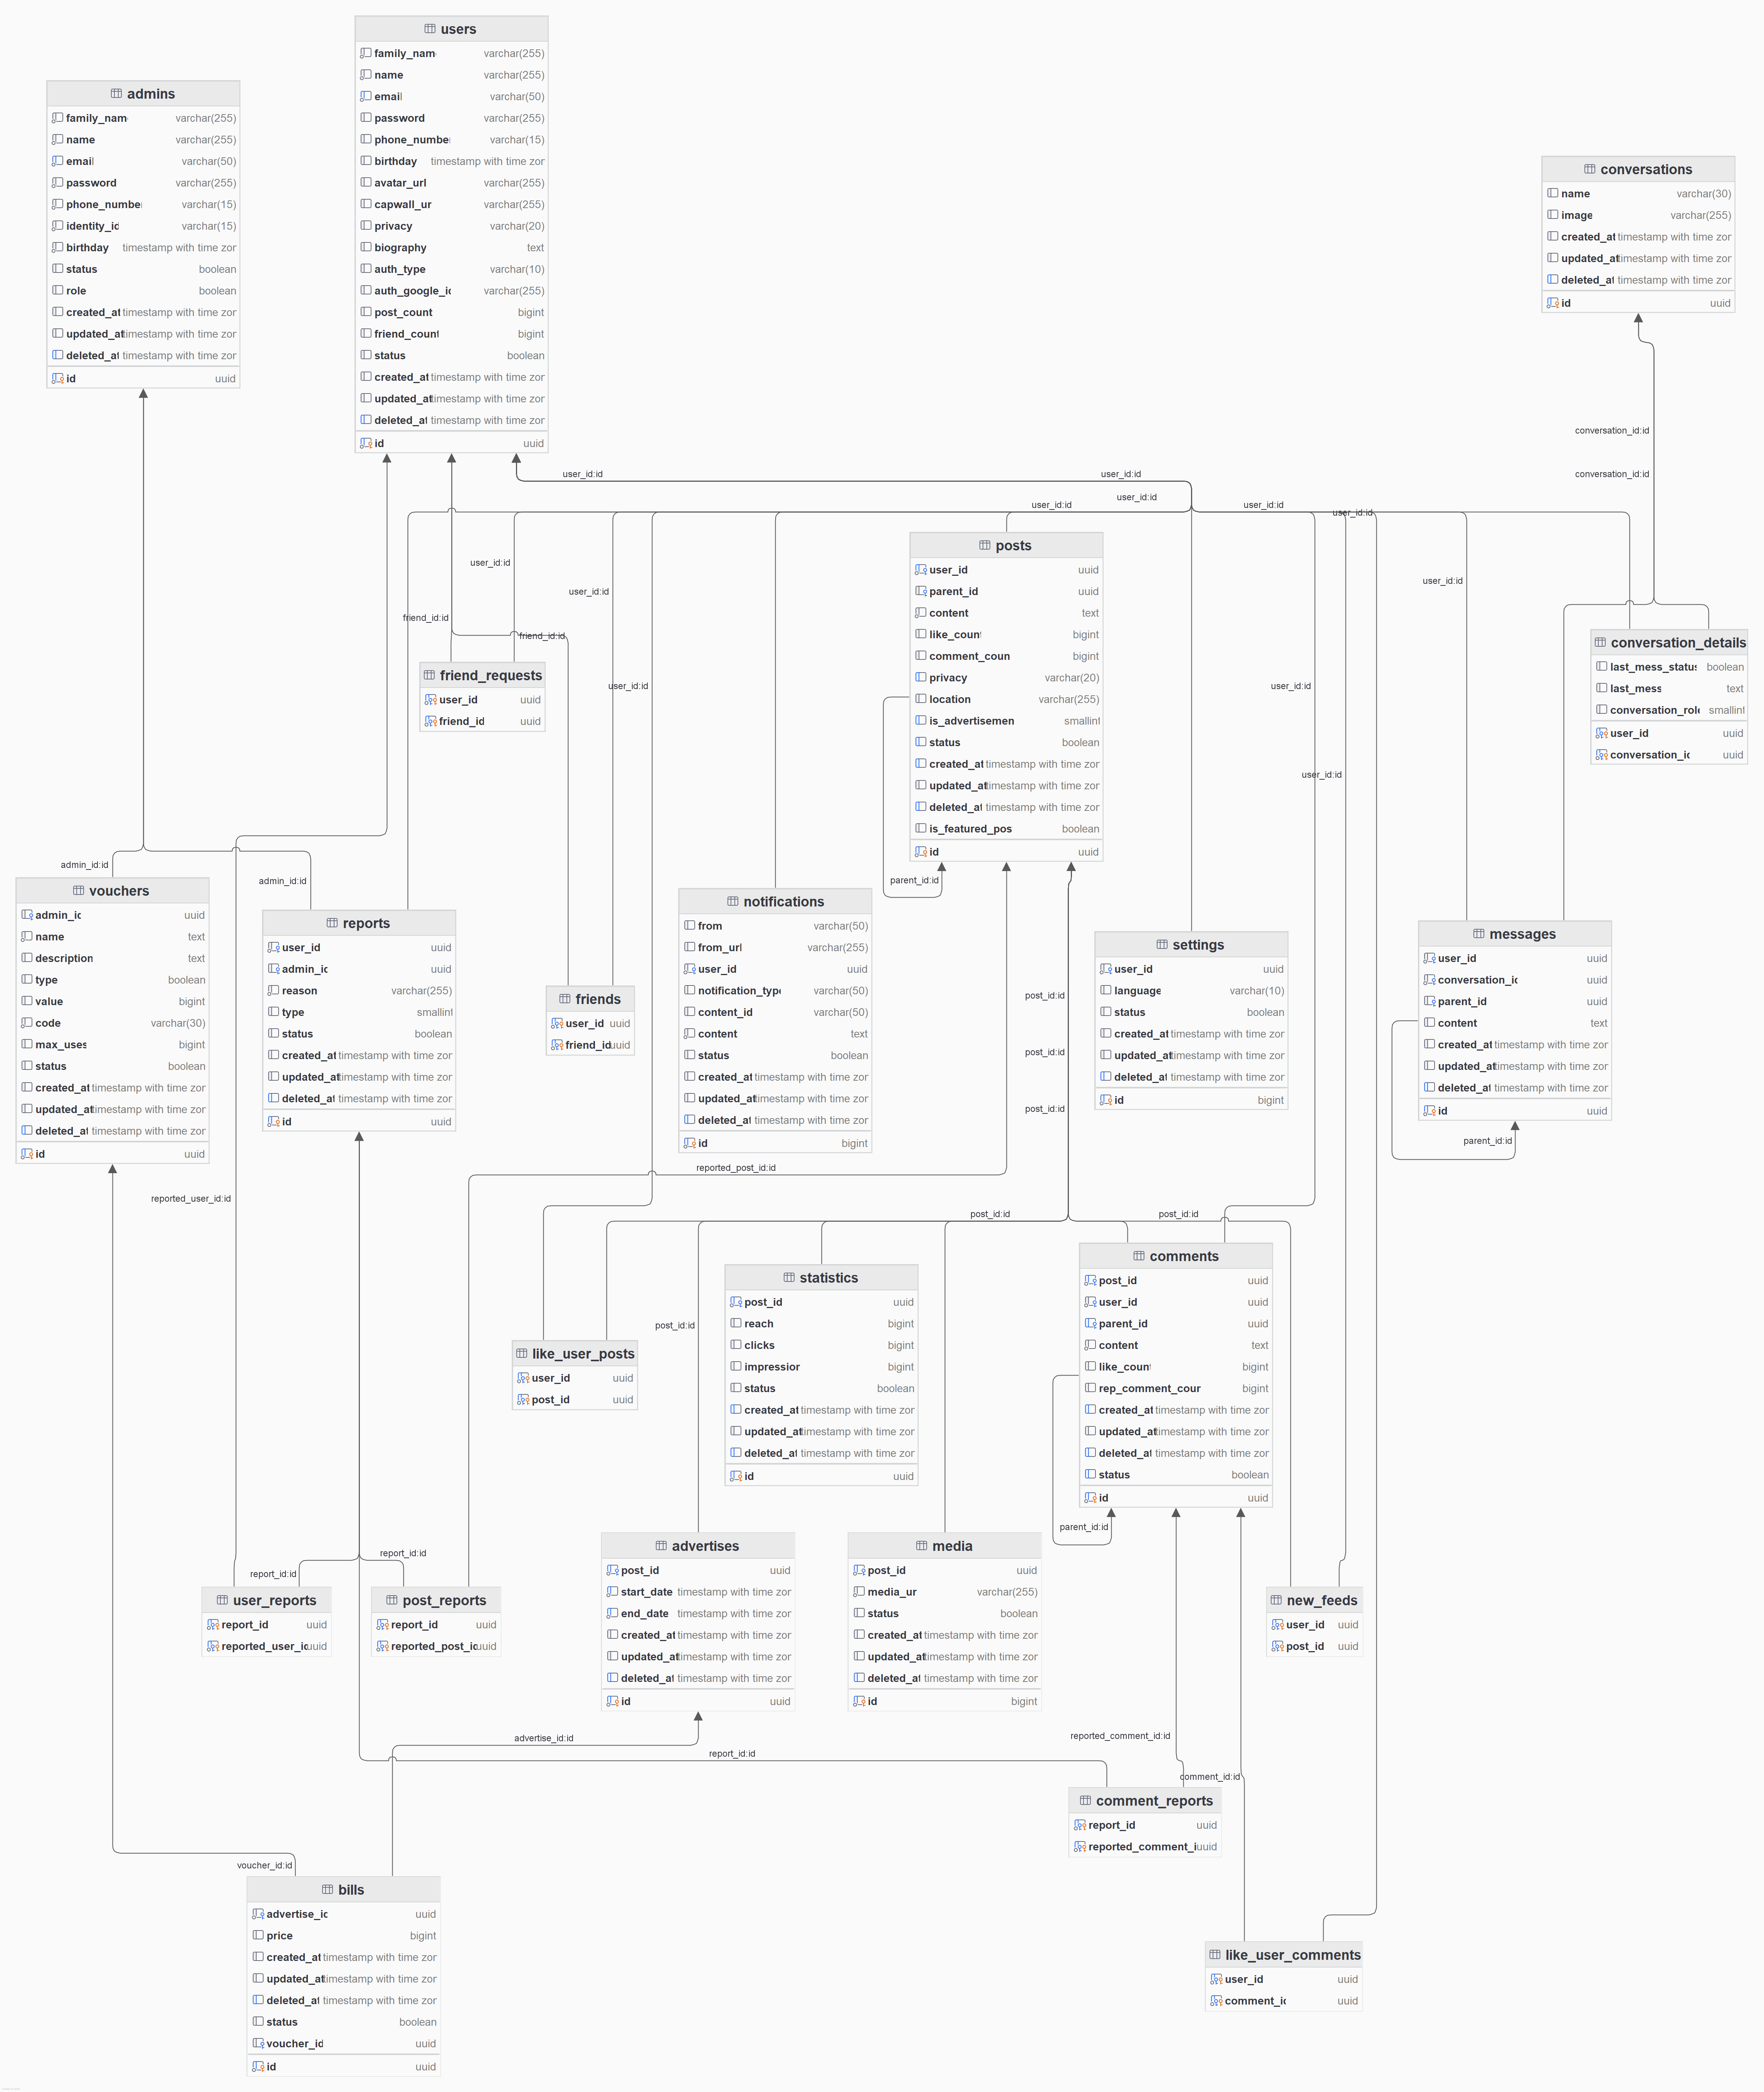 users
family_nam varchar(255)
name varchar(255)
email varchar(50)
password varchar(255)
phone_number varchar(15)
birthday timestamp with time zor
avatar_url varchar(255)
capwall_ur varchar(255)
privacy varchar(20)
biography text
auth_type varchar(10)
auth_google_id varchar(255)
post_count bigint
friend_count bigint
status boolean
created_at timestamp with time zor
updated_at timestamp with time zor
deleted_at timestamp with time zor
id uuid
admins
family_nam varchar(255)
name varchar(255)
email varchar(50)
password varchar(255)
phone_number varchar(15)
identity_id varchar(15)
birthday timestamp with time zor
status boolean
role boolean
created_at timestamp with time zor
updated_at timestamp with time zor
deleted_at timestamp with time zor
id uuid
conversations
name varchar(30)
image varchar(255)
created_at timestamp with time zor
updated_at timestamp with time zor
deleted_at timestamp with time zor
id uuid
conversation_id:id
conversation_id:id
user_id:id
user_id:id
user_id:id
user_id:id
user_id:id
user_id:id
user_id:id
user_id:id
user_id:id
friend_id:id
friend_id:id
user_id:id
user_id:id
user_id:id
posts
user_id uuid
parent_id uuid
content text
like_count bigint
comment_coun bigint
privacy varchar(20)
location varchar(255)
is_advertisemen smallint
status boolean
created_at timestamp with time zor
updated_at timestamp with time zor
deleted_at timestamp with time zor
is_featured_pos boolean
id uuid
parent_id:id
friend_requests
user_id uuid
friend_id uuid
conversation_details
last_mess_status boolean
last_mess text
conversation_role smallint
user_id uuid
conversation_id uuid
admin_id:id
admin_id:id
vouchers
admin_id uuid
name text
description text
type boolean
value bigint
code varchar(30)
max_uses bigint
status boolean
created_at timestamp with time zor
updated_at timestamp with time zor
deleted_at timestamp with time zor
id uuid
reports
user_id uuid
admin_id uuid
reason varchar(255)
type smallint
status boolean
created_at timestamp with time zor
updated_at timestamp with time zor
deleted_at timestamp with time zor
id uuid
friends
user_id uuid
friend_id uuid
notifications
from varchar(50)
from_url varchar(255)
user_id uuid
notification_type varchar(50)
content_id varchar(50)
content text
status boolean
created_at timestamp with time zor
updated_at timestamp with time zor
deleted_at timestamp with time zor
id bigint
settings
user_id uuid
language varchar(10)
status boolean
created_at timestamp with time zor
updated_at timestamp with time zor
deleted_at timestamp with time zor
id bigint
messages
user_id uuid
conversation_id uuid
parent_id uuid
content text
created_at timestamp with time zor
updated_at timestamp with time zor
deleted_at timestamp with time zor
id uuid
parent_id:id
post_id:id
post_id:id
post_id:id
reported_post_id:id
reported_user_id:id
post_id:id
post_id:id
post_id:id
statistics
post_id uuid
reach bigint
clicks bigint
impression bigint
status boolean
created_at timestamp with time zor
updated_at timestamp with time zor
deleted_at timestamp with time zor
id uuid
comments
post_id uuid
user_id uuid
parent_id uuid
content text
like_count bigint
rep_comment_cour bigint
created_at timestamp with time zor
updated_at timestamp with time zor
deleted_at timestamp with time zor
status boolean
id uuid
parent_id:id
like_user_posts
user_id uuid
post_id uuid
report_id:id
report_id:id
user_reports
report_id uuid
reported_user_id uuid
post_reports
report_id uuid
reported_post_id uuid
advertises
post_id uuid
start_date timestamp with time zor
end_date timestamp with time zor
created_at timestamp with time zor
updated_at timestamp with time zor
deleted_at timestamp with time zor
id uuid
media
post_id uuid
media_ur varchar(255)
status boolean
created_at timestamp with time zor
updated_at timestamp with time zor
deleted_at timestamp with time zor
id bigint
new_feeds
user_id uuid
post_id uuid
advertise_id:id
report_id:id
reported_comment_id:id
comment_id:id
comment_reports
report_id uuid
reported_comment_i uuid
voucher_id:id
bills
advertise_id uuid
price bigint
created_at timestamp with time zor
updated_at timestamp with time zor
deleted_at timestamp with time zor
status boolean
voucher_id uuid
id uuid
like_user_comments
user_id uuid
comment_id uuid